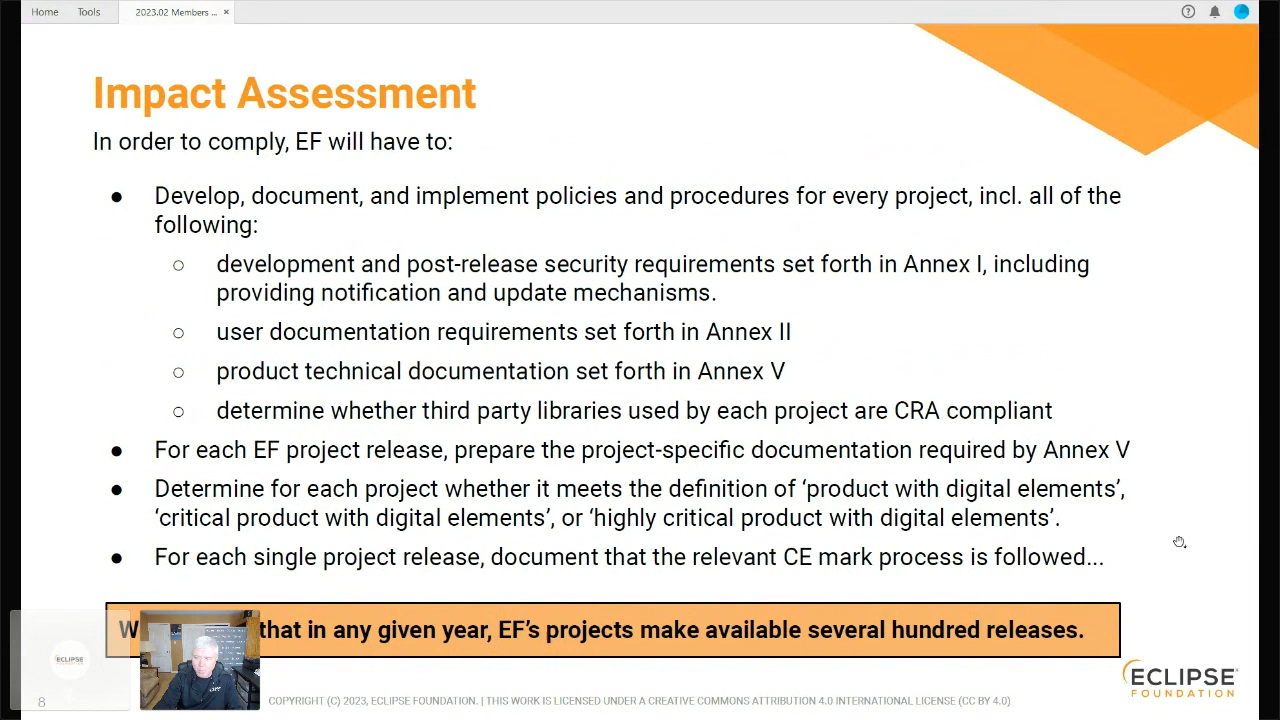 Home Tools 2023.02 Members ... ×
Impact Assessment
In order to comply, EF will have to:
● Develop, document, and implement policies and procedures for every project, incl. all of the
following:
○ development and post-release security requirements set forth in Annex I, including
providing notification and update mechanisms.
○ user documentation requirements set forth in Annex II
○ product technical documentation set forth in Annex V
○ determine whether third party libraries used by each project are CRA compliant
● For each EF project release, prepare the project-specific documentation required by Annex V
● Determine for each project whether it meets the definition of ‘product with digital elements’,
‘critical product with digital elements’, or ‘highly critical product with digital elements’.
● For each single project release, document that the relevant CE mark process is followed...
that in any given year, EF’s projects make available several hundred releases.
ECLIPSE
FOUNDATION
8
COPYRIGHT (C) 2023, ECLIPSE FOUNDATION. | THIS WORK IS LICENSED UNDER A CREATIVE COMMONS ATTRIBUTION 4.0 INTERNATIONAL LICENSE (CC BY 4.0)
ECLIPSE
FOUNDATION